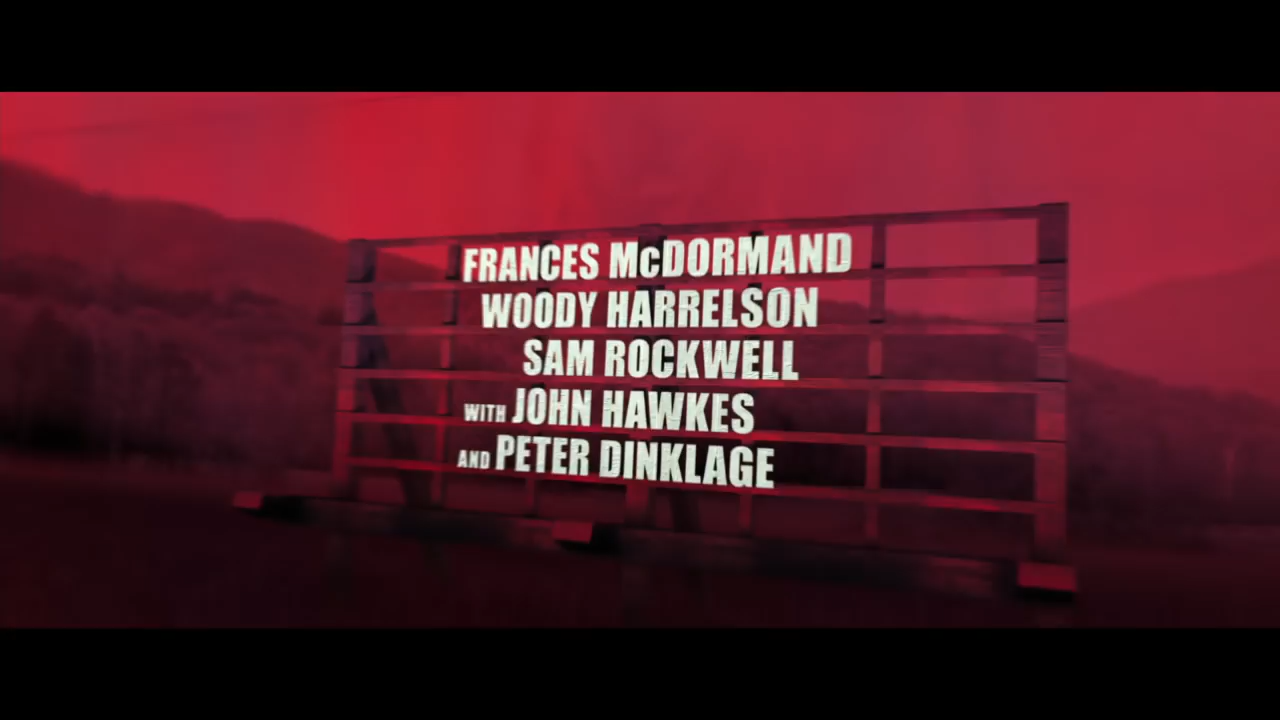 FRANCES McDORMAND
WOODY HARRELSON
SAM ROCKWELL
WITH JOHN HAWKES
AND PETER DINKLAGE